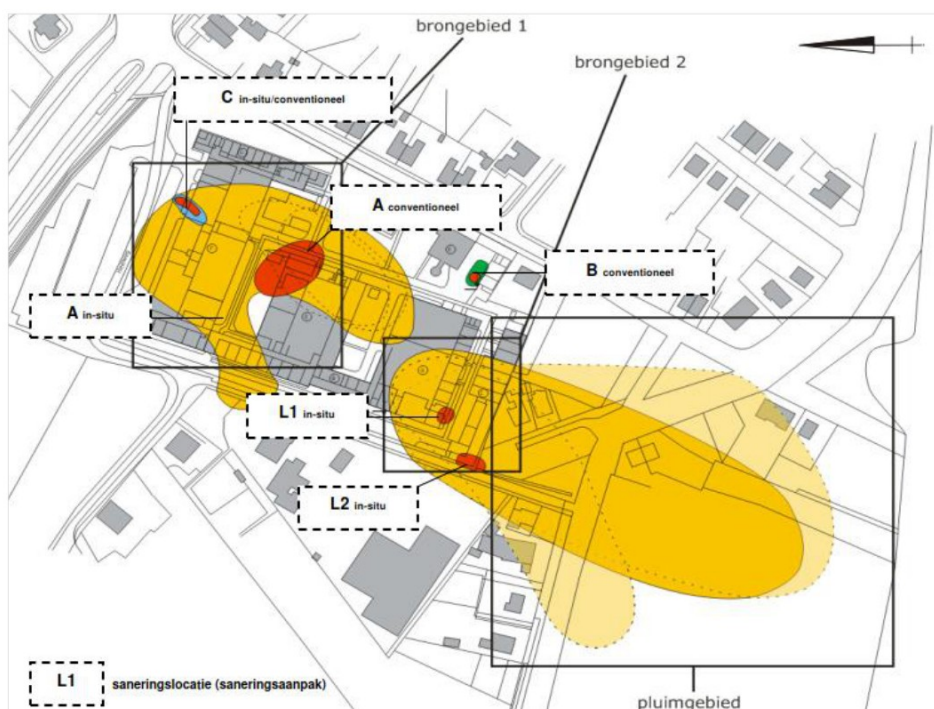 brongebied 1
brongebied 2
C in-situ/conventioneel
A conventioneel
B conventioneel
A in-situ
L1 in-situ
L2 in-situ
L1 saneringslocatie (saneringsaanpak)
pluimgebied